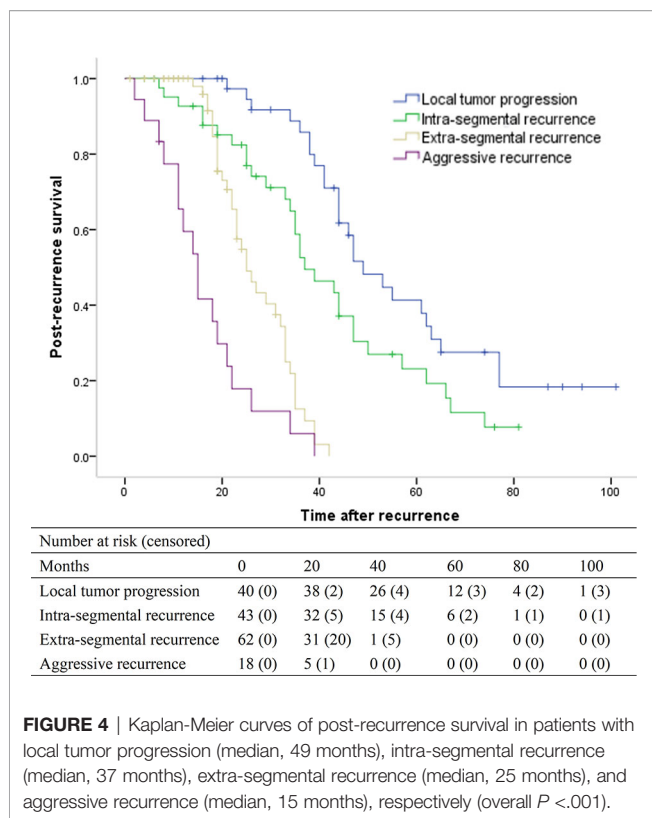 1.0
0.8
0.6
0.4
0.2
0.0
Post-recurrence survival
Local tumor progression
Intra-segmental recurrence
Extra-segmental recurrence
Aggressive recurrence
0 20 40 60 80 100
Time after recurrence
Number at risk (censored)
Months 0 20 40 60 80 100
Local tumor progression 40 (0) 38 (2) 26 (4) 12 (3) 4 (2) 1 (3)
Intra-segmental recurrence 43 (0) 32 (5) 15 (4) 6 (2) 1 (1) 0 (1)
Extra-segmental recurrence 62 (0) 31 (20) 1 (5) 0 (0) 0 (0) 0 (0)
Aggressive recurrence 18 (0) 5 (1) 0 (0) 0 (0) 0 (0) 0 (0)
FIGURE 4 | Kaplan-Meier curves of post-recurrence survival in patients with
local tumor progression (median, 49 months), intra-segmental recurrence
(median, 37 months), extra-segmental recurrence (median, 25 months), and
aggressive recurrence (median, 15 months), respectively (overall P <.001).